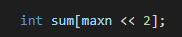 int sum[maxn << 2];